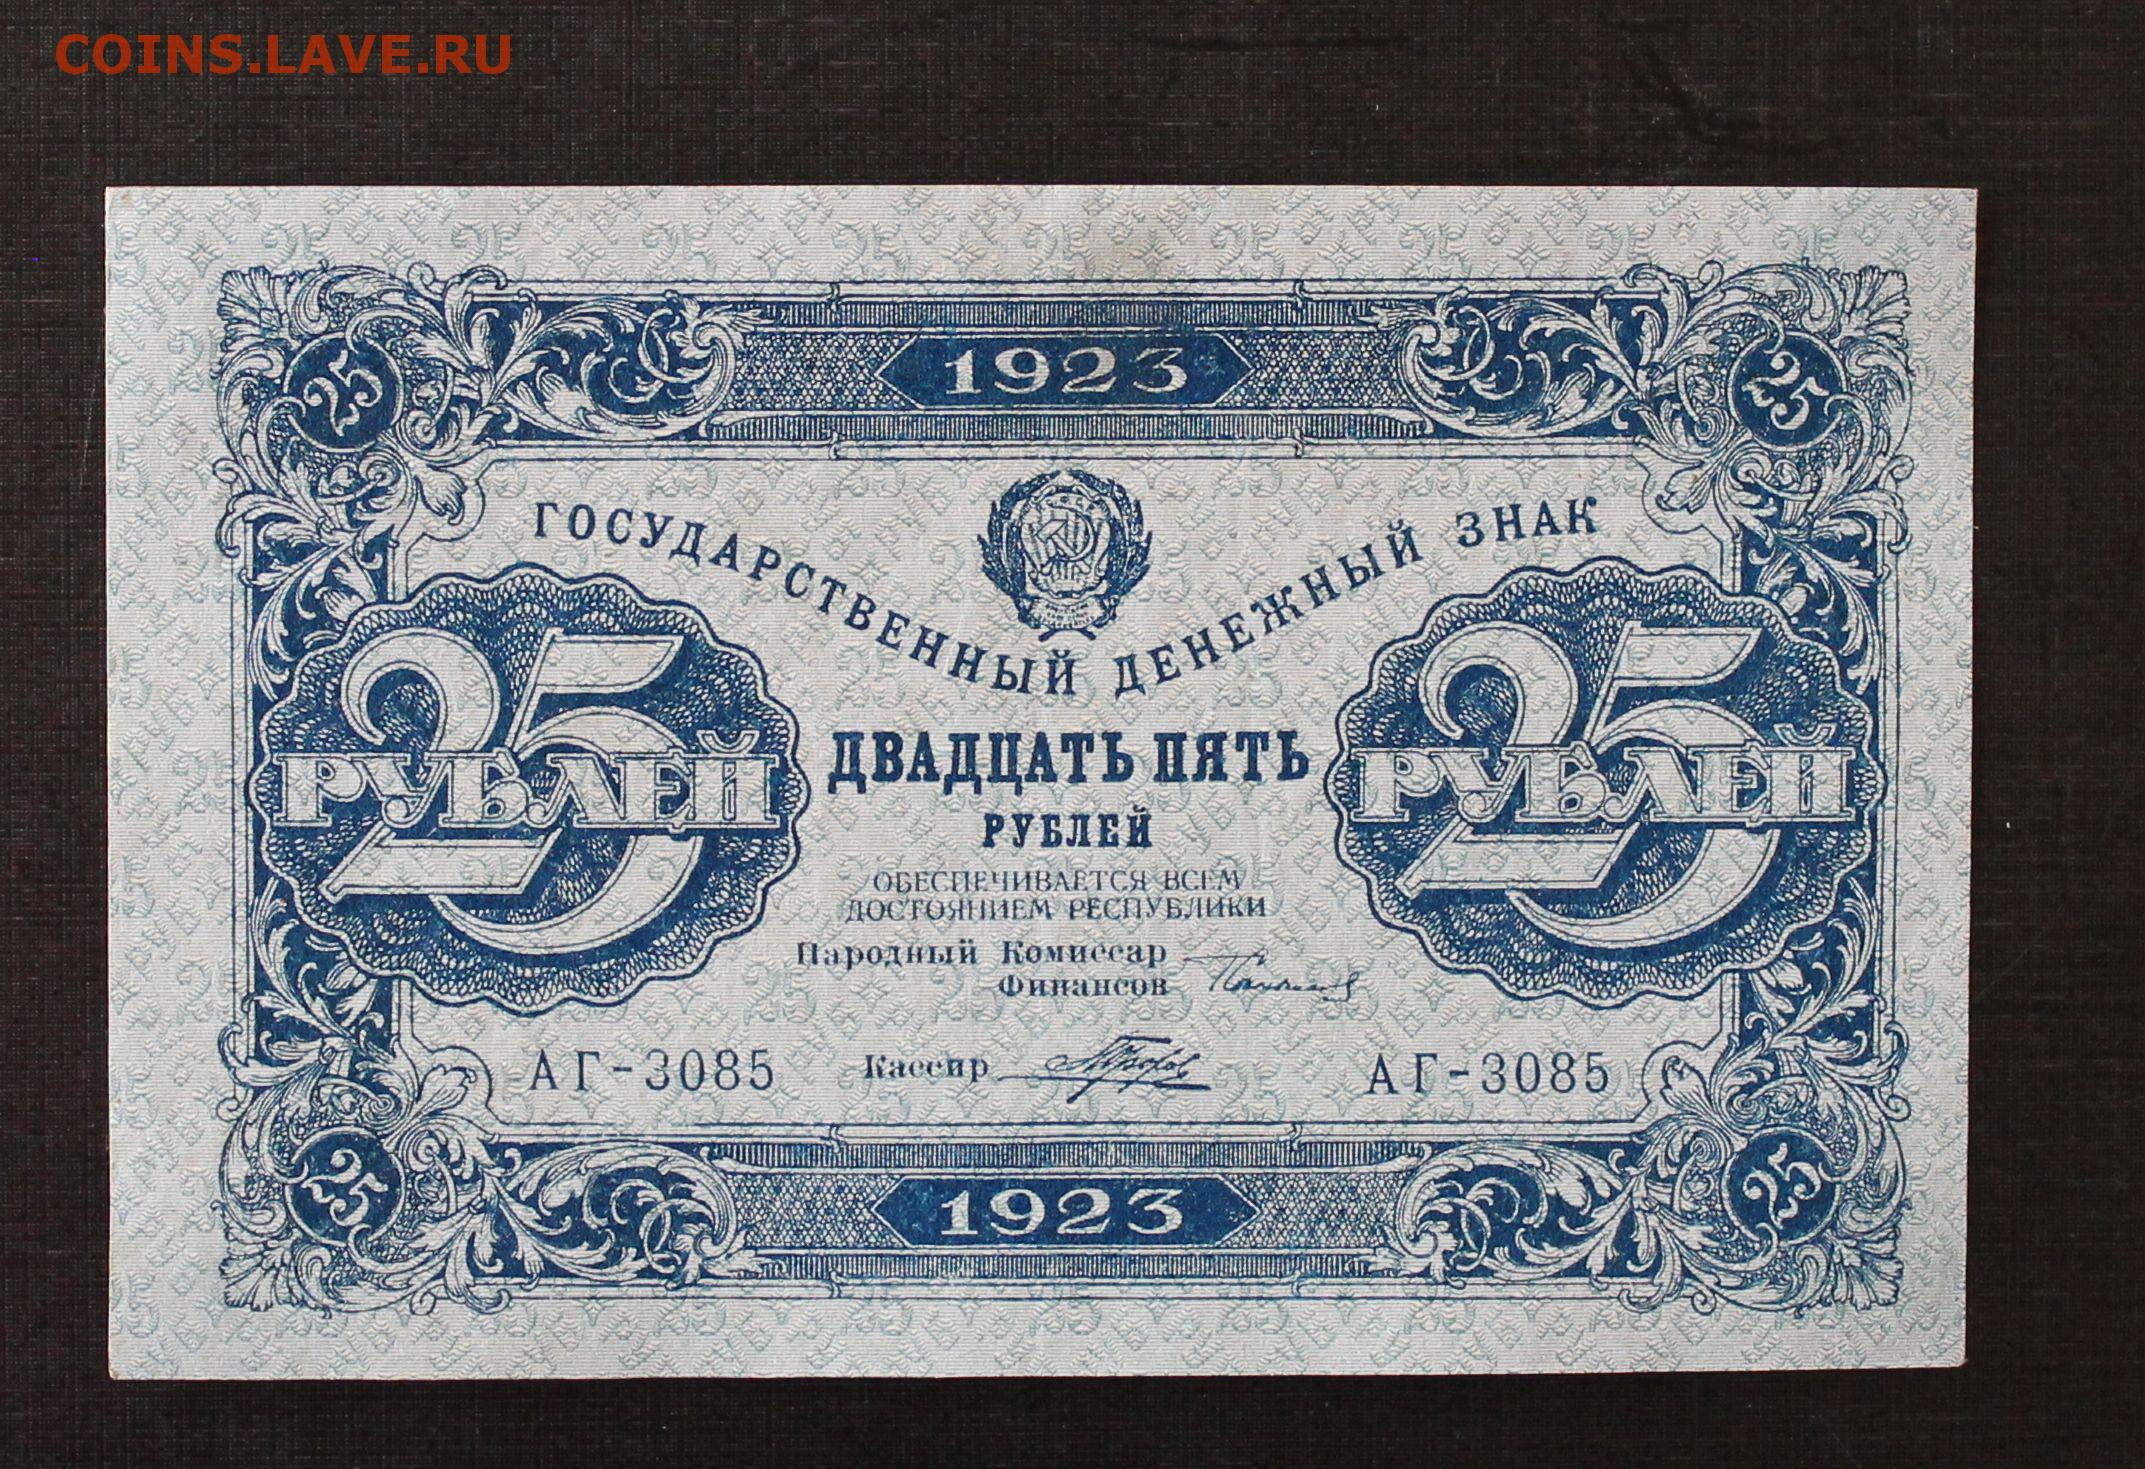 COINS.LAVE.RU
1923
25 25
ГОСУДАРСТВЕННЫЙ ДЕНЕЖНЫЙ ЗНАК
25 РУБЛЕЙ
ДВАДЦАТЬ ПЯТЬ
РУБЛЕЙ
25 РУБЛЕЙ
ОБЕСПЕЧИВАЕТСЯ ВСЕМ
ДОСТОЯНИЕМ РЕСПУБЛИКИ
Народный Комиссар
Финансов
АГ-3085 Кассир АГ-3085
25 25
1923